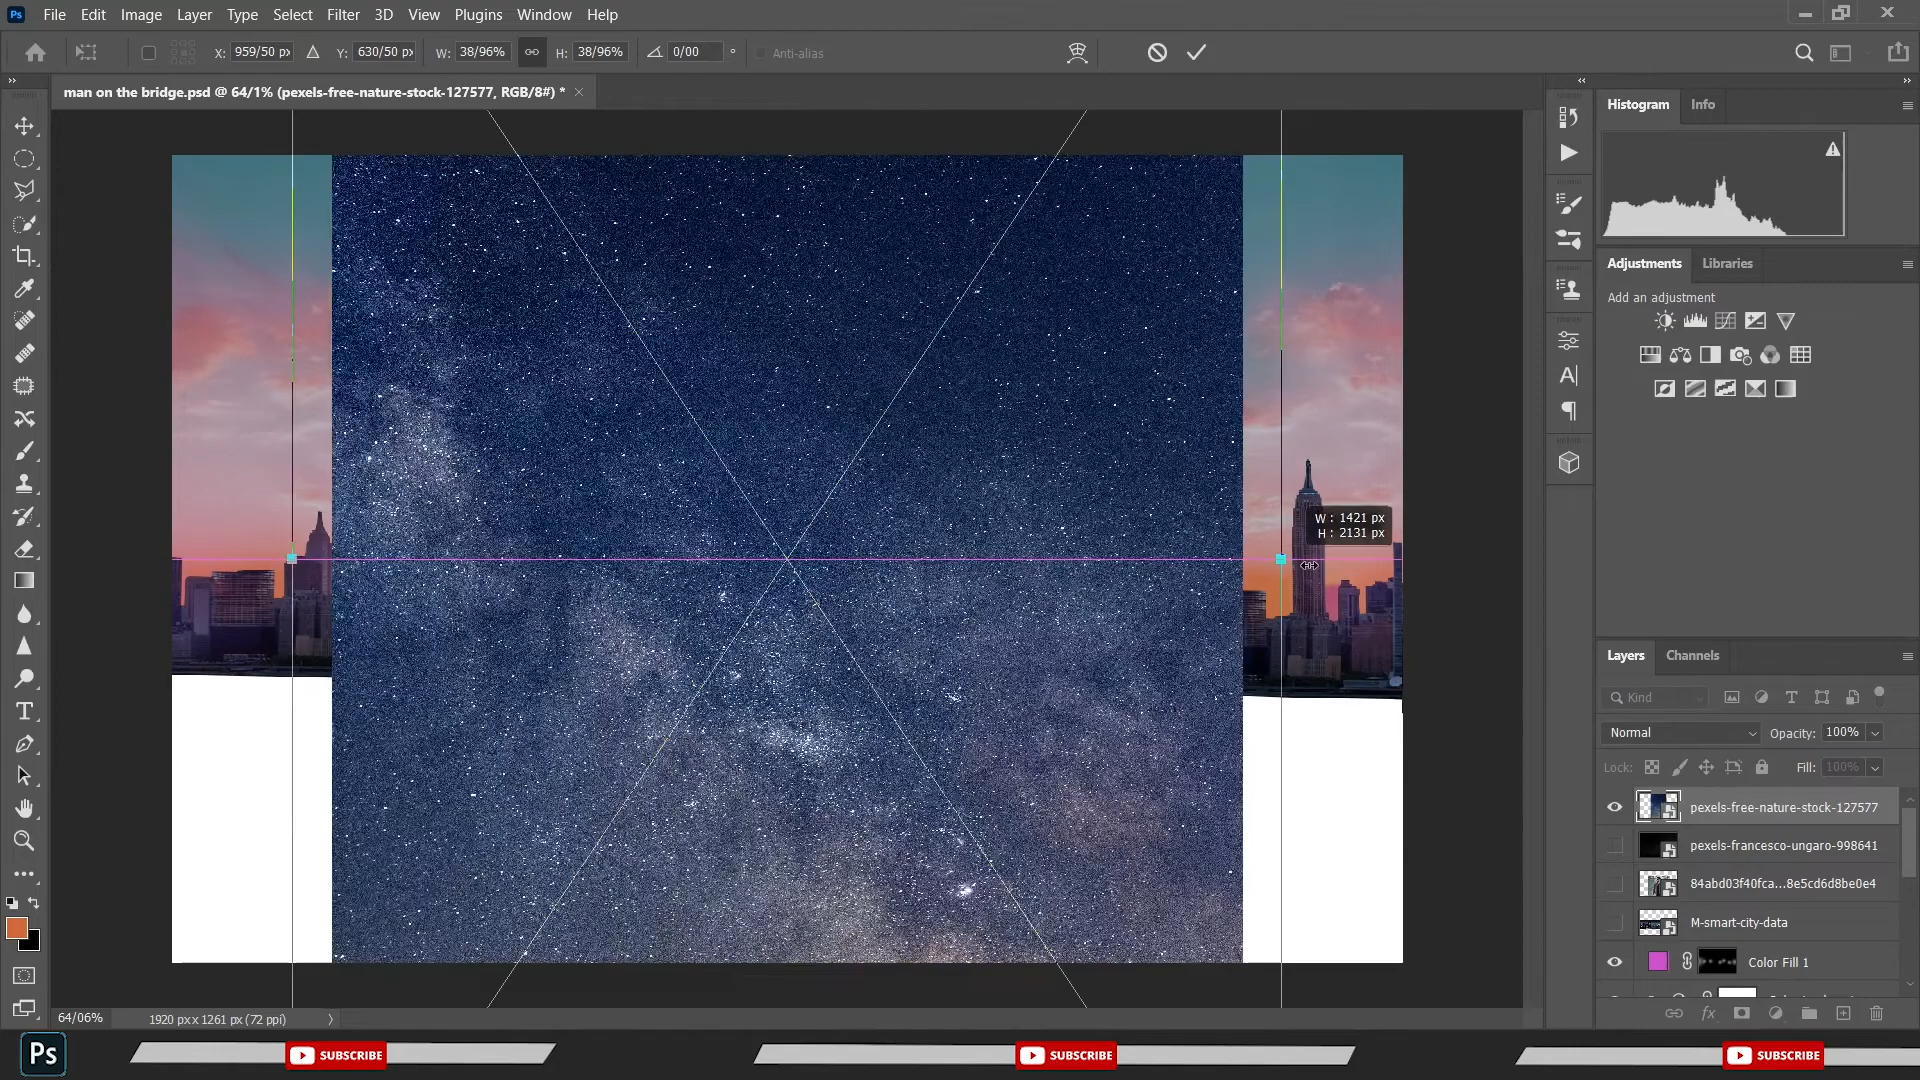 Ps File Edit Image Layer Type Select Filter 3D View Plugins Window Help
X: 959/50 px Y: 630/50 px W: 38/96% H: 38/96% 0/00 ° Anti-alias
man on the bridge.psd @ 64/1% (pexels-free-nature-stock-127577, RGB/8#) *
Histogram Info
Adjustments Libraries
Add an adjustment
W : 1421 px
H : 2131 px
Layers Channels
Kind
Normal Opacity: 100%
Lock: Fill: 100%
pexels-free-nature-stock-127577
pexels-francesco-ungaro-998641
84abd03f40fca...8e5cd6d8be0e4
M-smart-city-data
Color Fill 1
fx
64/06% 1920 px x 1261 px (72 ppi)
Ps SUBSCRIBE SUBSCRIBE SUBSCRIBE